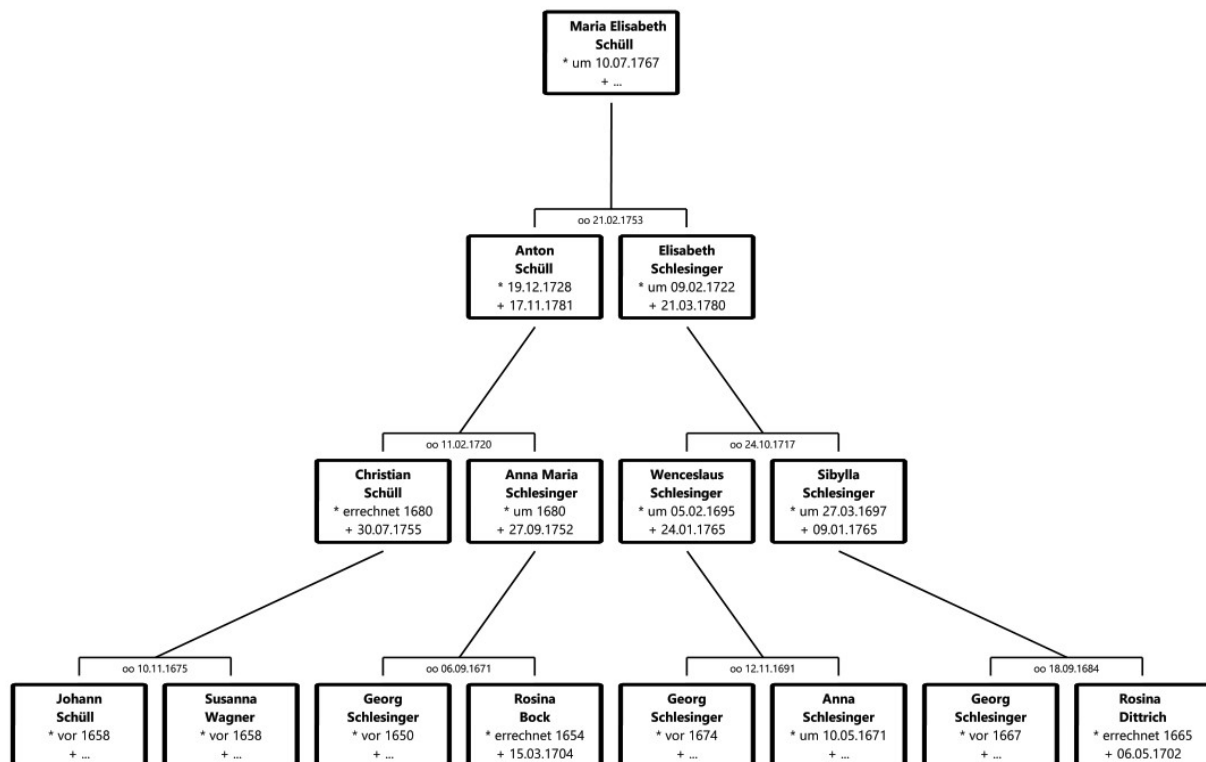 Maria Elisabeth
Schüll
* um 10.07.1767
+ ...
oo 21.02.1753
Anton
Schüll
* 19.12.1728
+ 17.11.1781
Elisabeth
Schlesinger
* um 09.02.1722
+ 21.03.1780
oo 11.02.1720
oo 24.10.1717
Christian
Schüll
* errechnet 1680
+ 30.07.1755
Anna Maria
Schlesinger
* um 1680
+ 27.09.1752
Wenceslaus
Schlesinger
* um 05.02.1695
+ 24.01.1765
Sibylla
Schlesinger
* um 27.03.1697
+ 09.01.1765
oo 10.11.1675
oo 06.09.1671
oo 12.11.1691
oo 18.09.1684
Johann
Schüll
* vor 1658
+ ...
Susanna
Wagner
* vor 1658
+ ...
Georg
Schlesinger
* vor 1650
+ ...
Rosina
Bock
* errechnet 1654
+ 15.03.1704
Georg
Schlesinger
* vor 1674
+ ...
Anna
Schlesinger
* um 10.05.1671
+ ...
Georg
Schlesinger
* vor 1667
+ ...
Rosina
Dittrich
* errechnet 1665
+ 06.05.1702